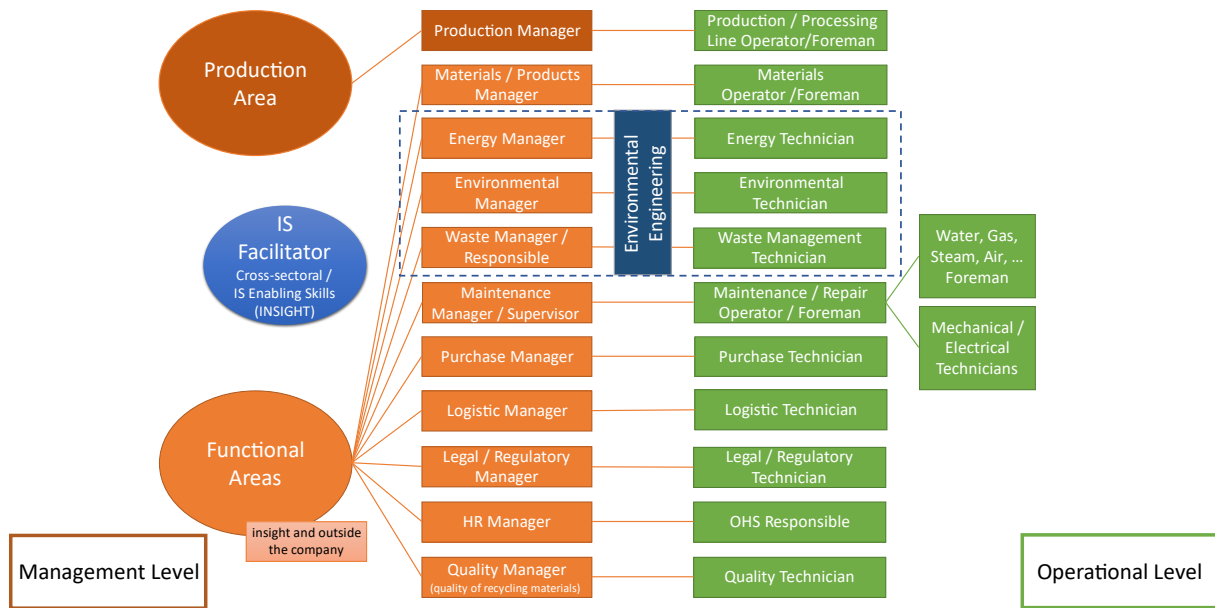 Production
Area
Production Manager
Production / Processing
Line Operator/Foreman
Materials / Products
Manager
Materials
Operator /Foreman
Energy Manager
Energy Technician
Environmental
Manager
Environmental
Technician
Waste Manager /
Responsible
Waste Management
Technician
Environmental
Engineering
IS
Facilitator
Cross-sectoral /
IS Enabling Skills
(INSIGHT)
Water, Gas,
Steam, Air, ...
Foreman
Maintenance
Manager / Supervisor
Maintenance / Repair
Operator / Foreman
Mechanical /
Electrical
Technicians
Purchase Manager
Purchase Technician
Logistic Manager
Logistic Technician
Functional
Areas
Legal / Regulatory
Manager
Legal / Regulatory
Technician
insight and outside
the company
HR Manager
OHS Responsible
Quality Manager
(quality of recycling materials)
Quality Technician
Management Level
Operational Level